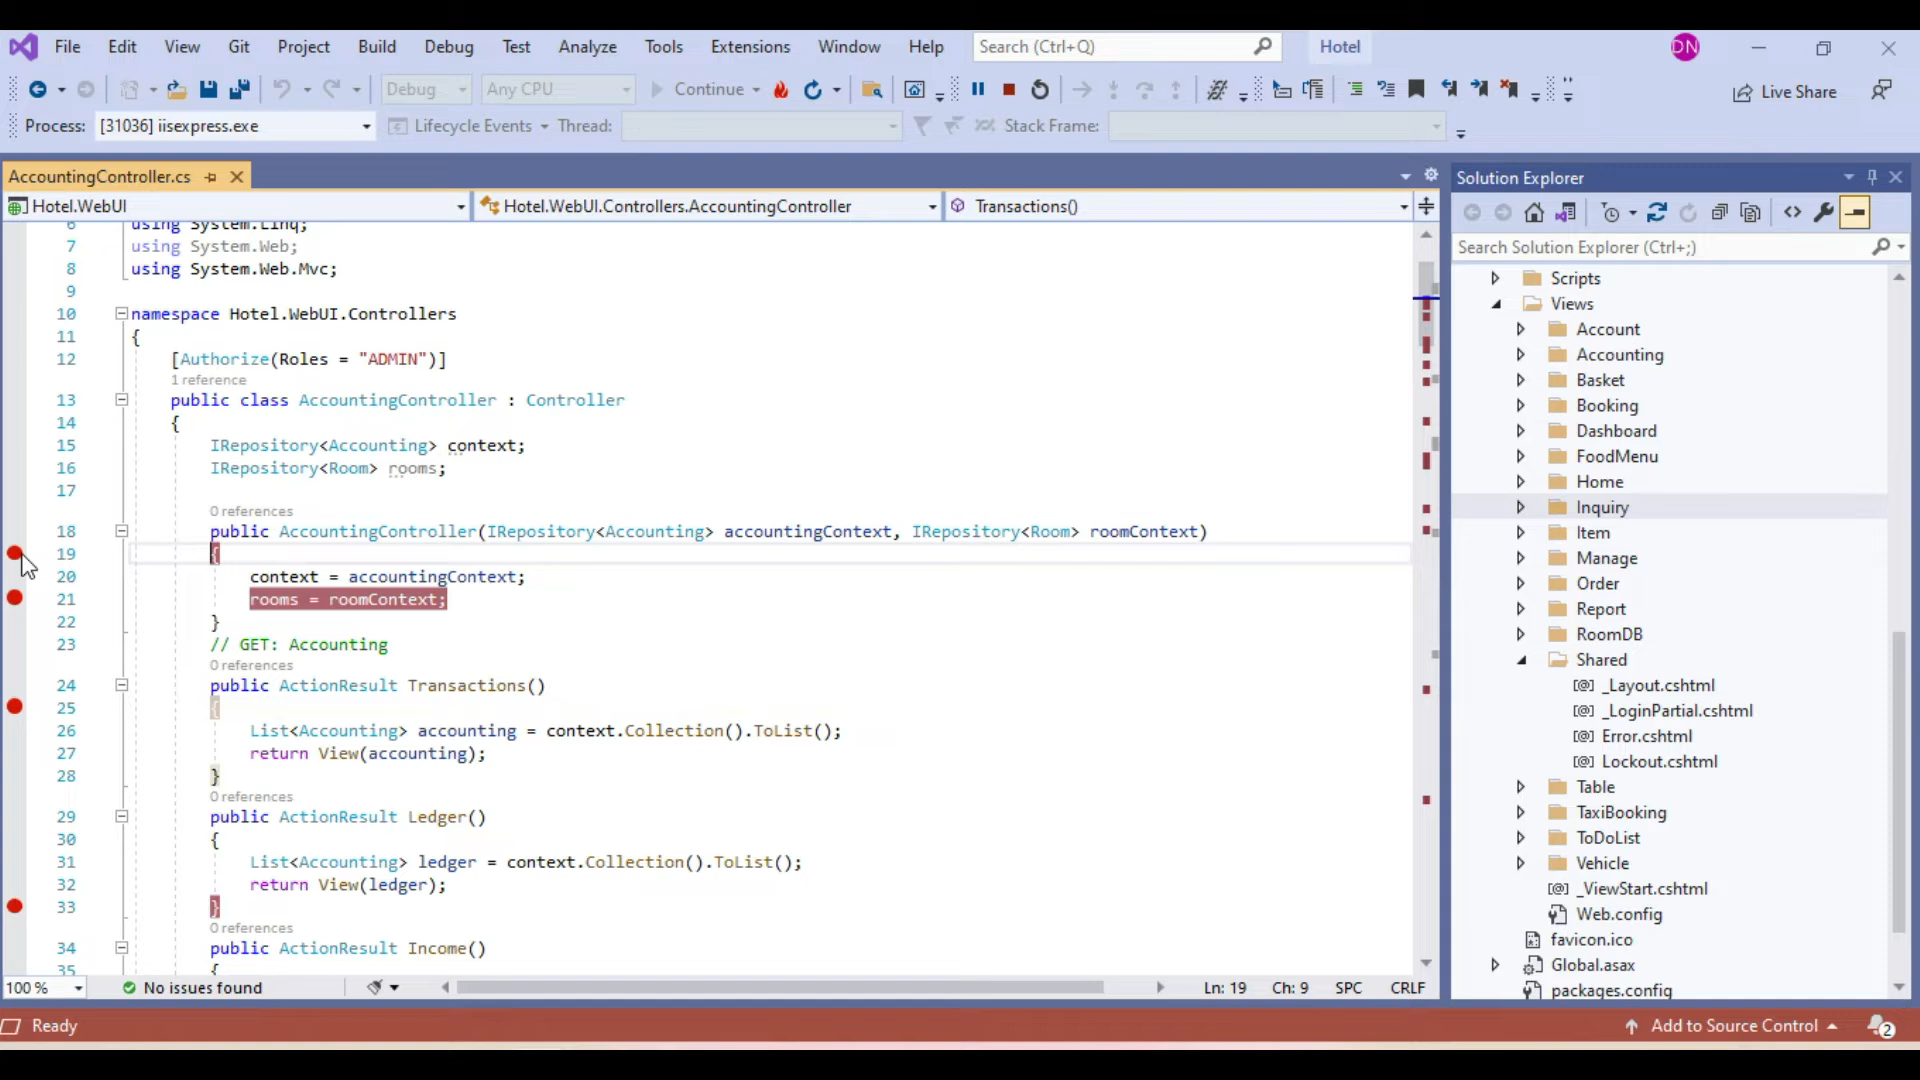 File Edit View Git Project Build Debug Test Analyze Tools Extensions Window Help Search (Ctrl+Q) Hotel DN
Debug Any CPU Continue Live Share
Process: [31036] iisexpress.exe Lifecycle Events Thread: Stack Frame:
AccountingController.cs
Hotel.WebUI Hotel.WebUI.Controllers.AccountingController Transactions()
6 using System.Linq;
7 using System.Web;
8 using System.Web.Mvc;
9
10 namespace Hotel.WebUI.Controllers
11 {
12 [Authorize(Roles = "ADMIN")]
1 reference
13 public class AccountingController : Controller
14 {
15 IRepository<Accounting> context;
16 IRepository<Room> rooms;
17
0 references
18 public AccountingController(IRepository<Accounting> accountingContext, IRepository<Room> roomContext)
19 {
20 context = accountingContext;
21 rooms = roomContext;
22 }
23 // GET: Accounting
0 references
24 public ActionResult Transactions()
25 {
26 List<Accounting> accounting = context.Collection().ToList();
27 return View(accounting);
28 }
0 references
29 public ActionResult Ledger()
30 {
31 List<Accounting> ledger = context.Collection().ToList();
32 return View(ledger);
33 }
0 references
34 public ActionResult Income()
35 {
100 % No issues found Ln: 19 Ch: 9 SPC CRLF
Solution Explorer
Search Solution Explorer (Ctrl+;)
Scripts
Views
Account
Accounting
Basket
Booking
Dashboard
FoodMenu
Home
Inquiry
Item
Manage
Order
Report
RoomDB
Shared
_Layout.cshtml
_LoginPartial.cshtml
Error.cshtml
Lockout.cshtml
Table
TaxiBooking
ToDoList
Vehicle
_ViewStart.cshtml
Web.config
favicon.ico
Global.asax
packages.config
Ready Add to Source Control 2